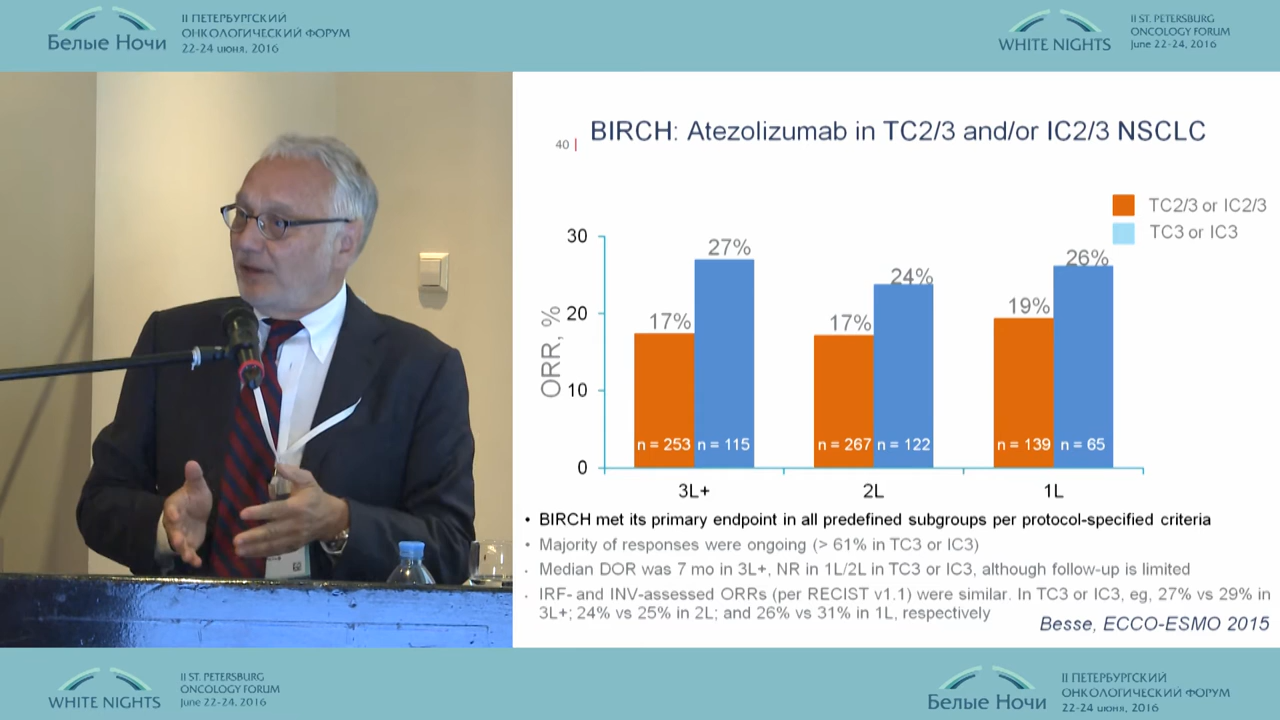 Белые Ночи
II ПЕТЕРБУРГСКИЙ
ОНКОЛОГИЧЕСКИЙ ФОРУМ
22-24 июня, 2016
WHITE NIGHTS
II ST. PETERSBURG
ONCOLOGY FORUM
June 22-24, 2016
40 |
BIRCH: Atezolizumab in TC2/3 and/or IC2/3 NSCLC
TC2/3 or IC2/3
TC3 or IC3
ORR, %
30
20
10
0
17%
27%
17%
24%
19%
26%
n = 253
n = 115
n = 267
n = 122
n = 139
n = 65
3L+
2L
1L
• BIRCH met its primary endpoint in all predefined subgroups per protocol-specified criteria
• Majority of responses were ongoing (> 61% in TC3 or IC3)
• Median DOR was 7 mo in 3L+, NR in 1L/2L in TC3 or IC3, although follow-up is limited
• IRF- and INV-assessed ORRs (per RECIST v1.1) were similar. In TC3 or IC3, eg, 27% vs 29% in
3L+; 24% vs 25% in 2L; and 26% vs 31% in 1L, respectively
Besse, ECCO-ESMO 2015
WHITE NIGHTS
II ST. PETERSBURG
ONCOLOGY FORUM
June 22-24, 2016
Белые Ночи
II ПЕТЕРБУРГСКИЙ
ОНКОЛОГИЧЕСКИЙ ФОРУМ
22-24 июня, 2016